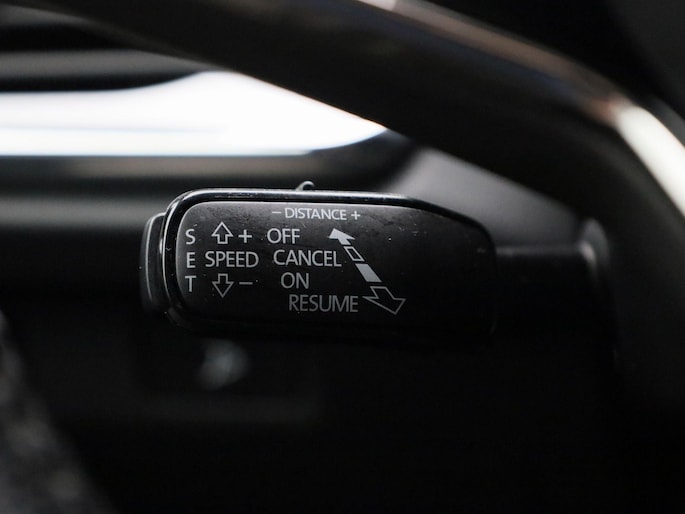 − DISTANCE +
S + OFF
E SPEED CANCEL
T − ON
RESUME